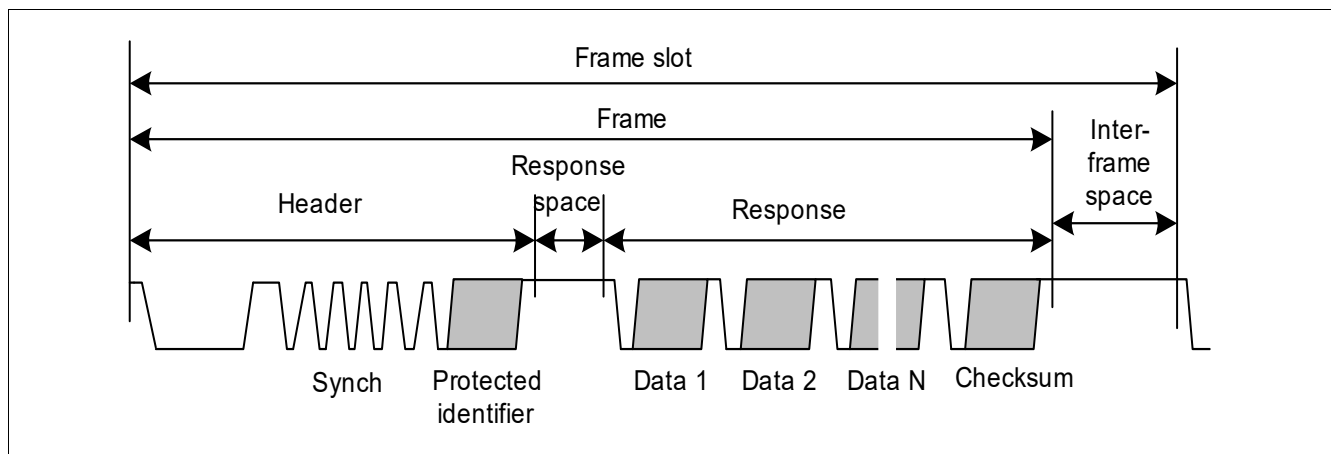 Frame slot
Frame
Inter-
frame
space
Response
space
Header
Response
Synch
Protected
identifier
Data 1
Data 2
Data N
Checksum